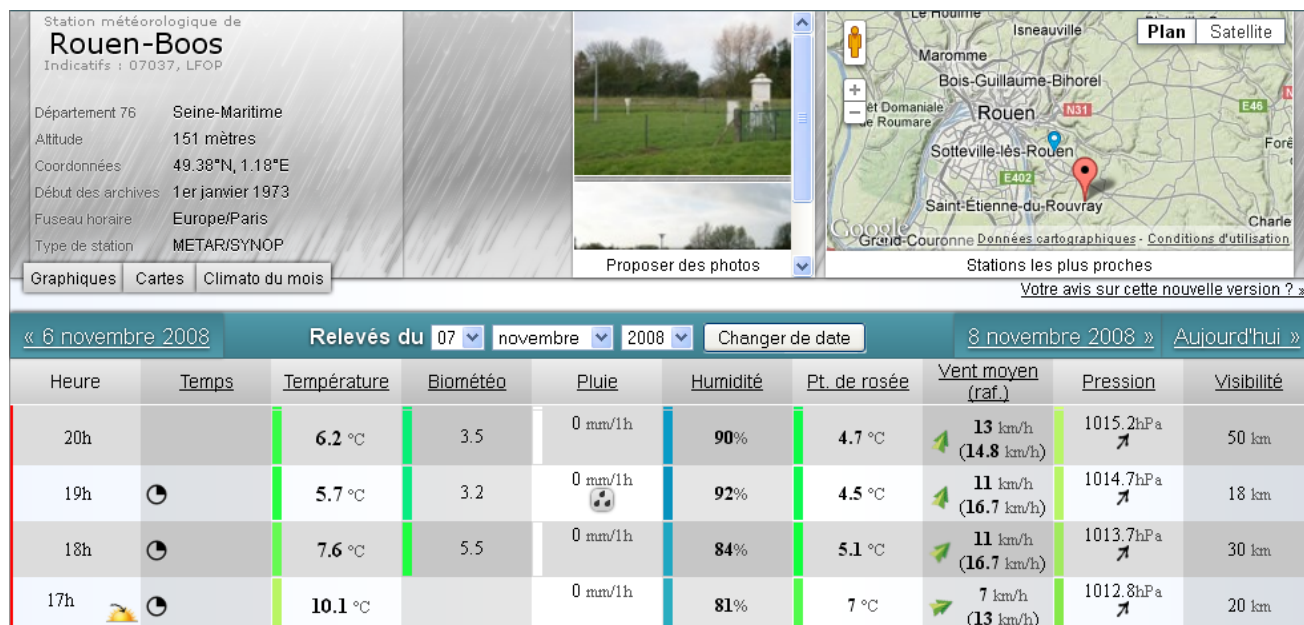 Station météorologique de
Rouen-Boos
Indicatifs : 07037, LFOP
Département 76 Seine-Maritime
Altitude 151 mètres
Coordonnées 49.38°N, 1.18°E
Début des archives 1er janvier 1973
Fuseau horaire Europe/Paris
Type de station METAR/SYNOP
Graphiques Cartes Climato du mois
Proposer des photos
Le Houlme
Isneauville
Plan Satellite
Maromme
Bois-Guillaume-Bihorel
êt Domaniale
de Roumare
Rouen
N31
E46
Sotteville-lès-Rouen
Forê
E402
Saint-Étienne-du-Rouvray
Charle
Google
Grand-Couronne Données cartographiques - Conditions d'utilisation
Stations les plus proches
Votre avis sur cette nouvelle version ? »
« 6 novembre 2008 Relevés du 07 novembre 2008 Changer de date 8 novembre 2008 » Aujourd'hui »
Heure Temps Température Biométéo Pluie Humidité Pt. de rosée Vent moyen (raf.) Pression Visibilité
20h 6.2 °C 3.5 0 mm/1h 90% 4.7 °C 13 km/h (14.8 km/h) 1015.2hPa 50 km
19h 5.7 °C 3.2 0 mm/1h 92% 4.5 °C 11 km/h (16.7 km/h) 1014.7hPa 18 km
18h 7.6 °C 5.5 0 mm/1h 84% 5.1 °C 11 km/h (16.7 km/h) 1013.7hPa 30 km
17h 10.1 °C 0 mm/1h 81% 7 °C 7 km/h (13 km/h) 1012.8hPa 20 km